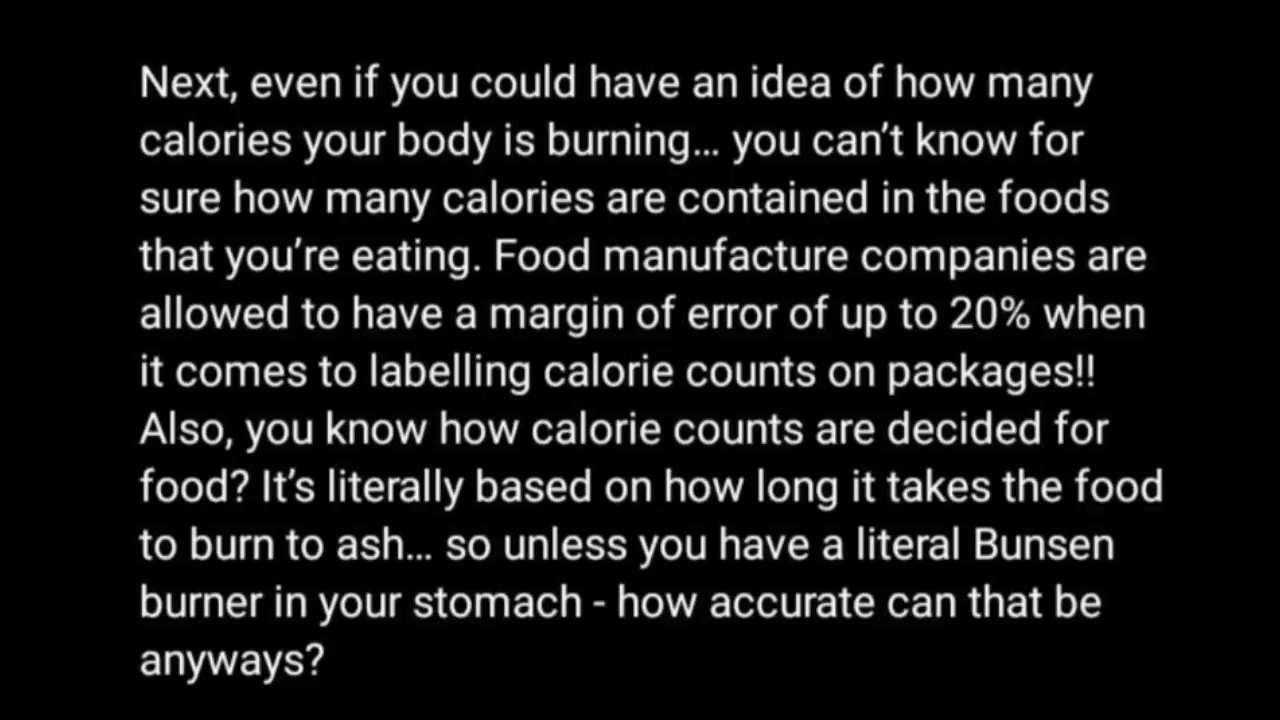 Next, even if you could have an idea of how many
calories your body is burning... you can’t know for
sure how many calories are contained in the foods
that you’re eating. Food manufacture companies are
allowed to have a margin of error of up to 20% when
it comes to labelling calorie counts on packages!!
Also, you know how calorie counts are decided for
food? It’s literally based on how long it takes the food
to burn to ash... so unless you have a literal Bunsen
burner in your stomach - how accurate can that be
anyways?